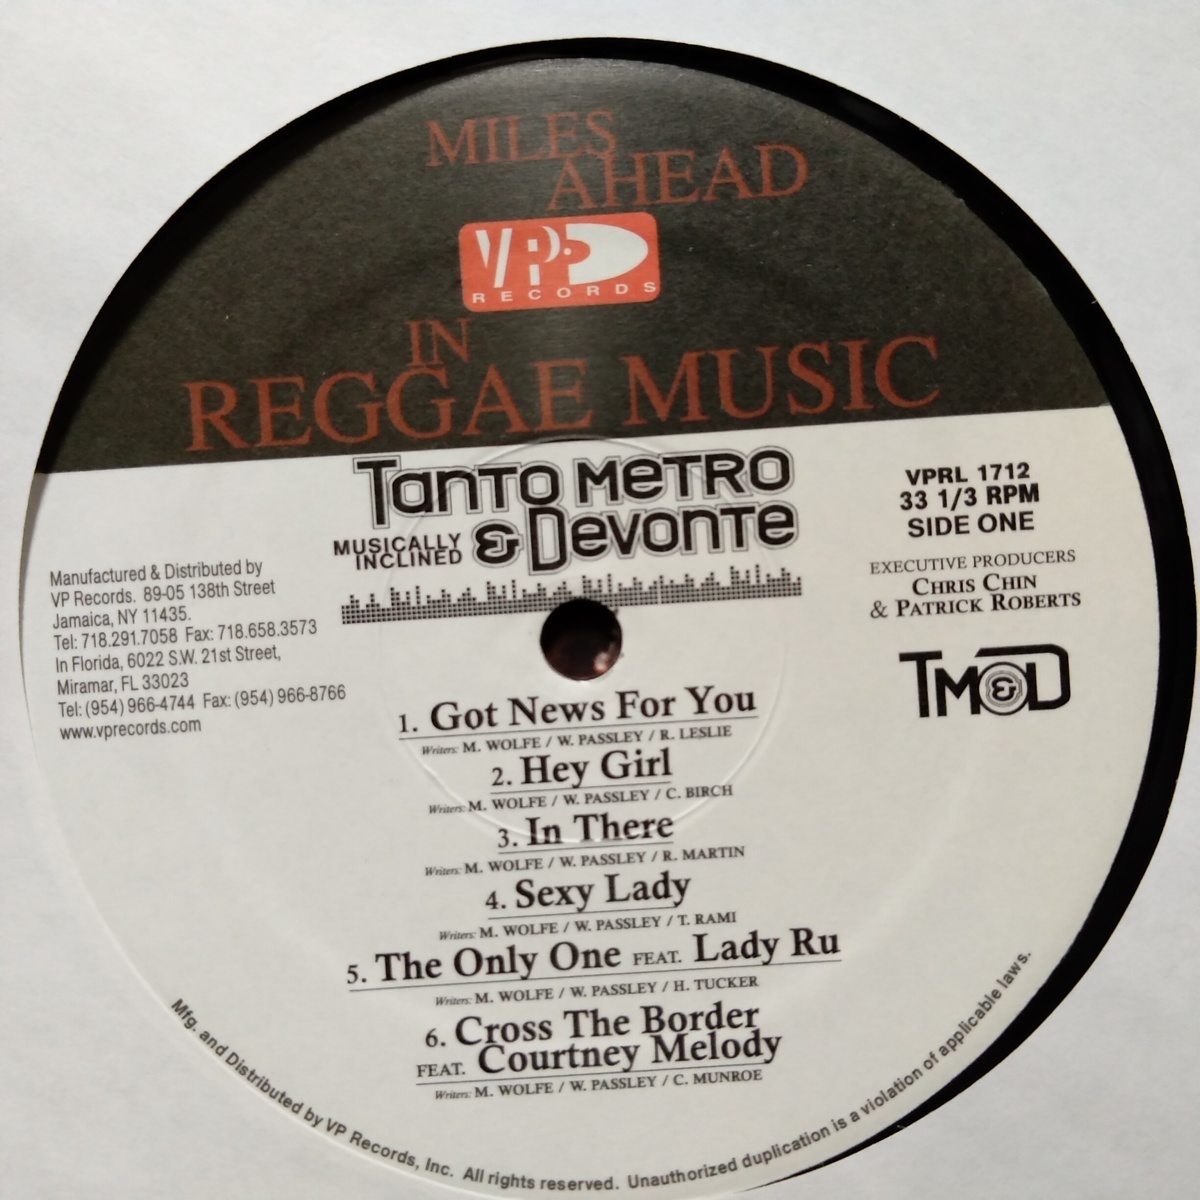 MILES
AHEAD
VP
RECORDS
IN
REGGAE MUSIC
TANTO METRO
& DEVONTE
MUSICALLY
INCLINED
VPRL 1712
33 1/3 RPM
SIDE ONE
EXECUTIVE PRODUCERS
CHRIS CHIN
& PATRICK ROBERTS
TM&D
Manufactured & Distributed by
VP Records. 89-05 138th Street
Jamaica, NY 11435.
Tel: 718.291.7058 Fax: 718.658.3573
In Florida, 6022 S.W. 21st Street,
Miramar, FL 33023
Tel: (954) 966-4744 Fax: (954) 966-8766
www.vprecords.com
1. Got News For You
Writers: M. WOLFE / W. PASSLEY / R. LESLIE
2. Hey Girl
Writers: M. WOLFE / W. PASSLEY / C. BIRCH
3. In There
Writers: M. WOLFE / W. PASSLEY / R. MARTIN
4. Sexy Lady
Writers: M. WOLFE / W. PASSLEY / T. RAMI
5. The Only One FEAT. Lady Ru
Writers: M. WOLFE / W. PASSLEY / H. TUCKER
6. Cross The Border
FEAT. Courtney Melody
Writers: M. WOLFE / W. PASSLEY / C. MUNROE
Mfg. and Distributed by VP Records, Inc. All rights reserved. Unauthorized duplication is a violation of applicable laws.